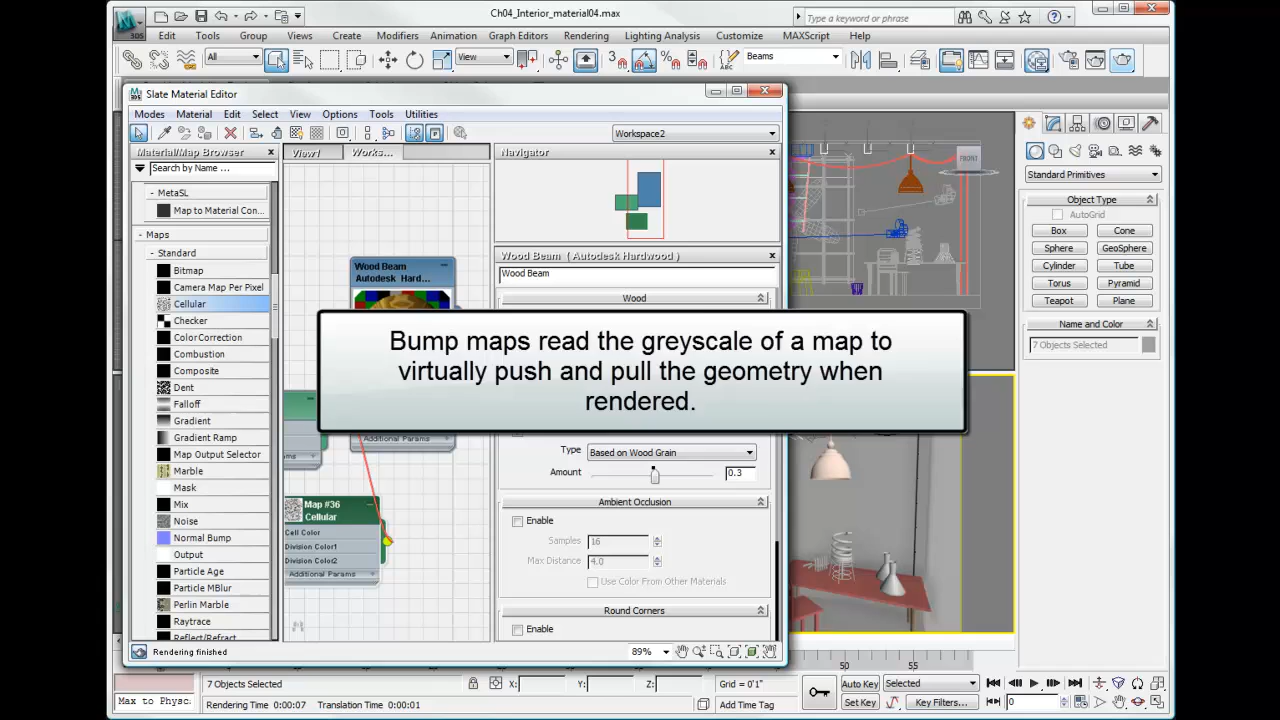 Ch04_Interior_material04.max
Type a keyword or phrase
3DS
Edit Tools Group Views Create Modifiers Animation Graph Editors Rendering Lighting Analysis Customize MAXScript Help
All
View
Beams
Slate Material Editor
Modes Material Edit Select View Options Tools Utilities
Workspace2
Material/Map Browser
View1
Works...
Navigator
Search by Name ...
- MetaSL
Map to Material Con...
- Maps
- Standard
Bitmap
Camera Map Per Pixel
Cellular
Checker
ColorCorrection
Combustion
Composite
Dent
Falloff
Gradient
Gradient Ramp
Map Output Selector
Marble
Mask
Mix
Noise
Normal Bump
Output
Particle Age
Particle MBlur
Perlin Marble
Raytrace
Reflect/Refract
Wood Beam
Autodesk Hard...
Additional Params
Map #36
Cellular
Cell Color
Division Color1
Division Color2
Additional Params
Wood Beam ( Autodesk Hardwood )
Wood Beam
Wood
Bump maps read the greyscale of a map to
virtually push and pull the geometry when
rendered.
Type Based on Wood Grain
Amount 0.3
Ambient Occlusion
Enable
Samples 16
Max Distance 4.0
Use Color From Other Materials
Round Corners
Enable
Rendering finished
89%
FRONT
Standard Primitives
Object Type
AutoGrid
Box Cone
Sphere GeoSphere
Cylinder Tube
Torus Pyramid
Teapot Plane
Name and Color
7 Objects Selected
50 55
7 Objects Selected
X: Y: Z:
Grid = 0'1"
Auto Key
Selected
Max to Physc
Rendering Time 0:00:07 Translation Time 0:00:01
Add Time Tag
Set Key
Key Filters...
0